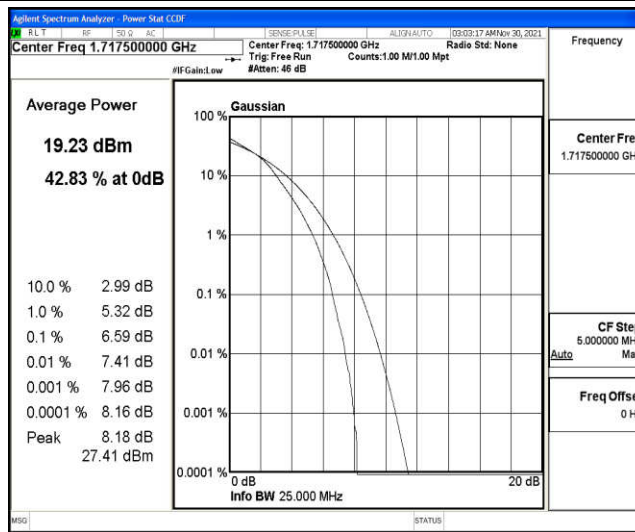 Agilent Spectrum Analyzer - Power Stat CCDF
RLT RF 50 Ω AC SENSE:PULSE ALIGN AUTO 03:03:17 AM Nov 30, 2021
Center Freq 1.717500000 GHz
Center Freq: 1.717500000 GHz Radio Std: None
Trig: Free Run Counts:1.00 M/1.00 Mpt
#IFGain:Low #Atten: 46 dB
Frequency
Average Power
19.23 dBm
42.83 % at 0dB
10.0 % 2.99 dB
1.0 % 5.32 dB
0.1 % 6.59 dB
0.01 % 7.41 dB
0.001 % 7.96 dB
0.0001 % 8.16 dB
Peak 8.18 dB
27.41 dBm
Gaussian
100 %
10 %
1 %
0.1 %
0.01 %
0.001 %
0.0001 %
0 dB 20 dB
Info BW 25.000 MHz
Center Fre
1.717500000 GH
CF Ste
5.000000 MH
Auto Ma
Freq Offse
0 H
MSG STATUS